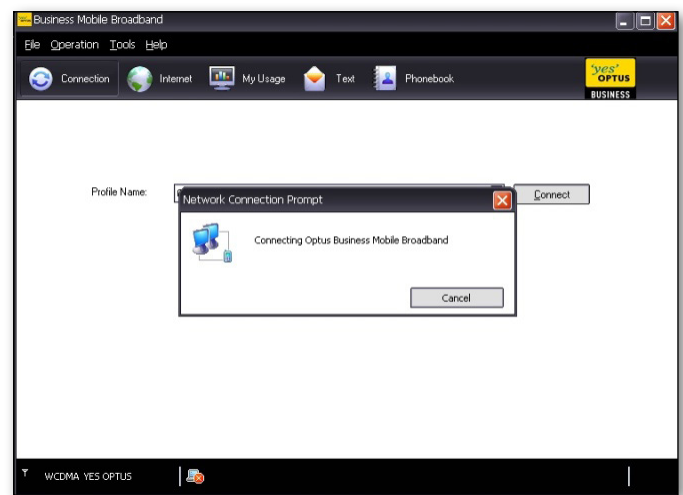 Business Mobile Broadband
File Operation Tools Help
Connection Internet My Usage Text Phonebook
'yes'
OPTUS
BUSINESS
Profile Name: Connect
Network Connection Prompt
Connecting Optus Business Mobile Broadband
Cancel
WCDMA YES OPTUS